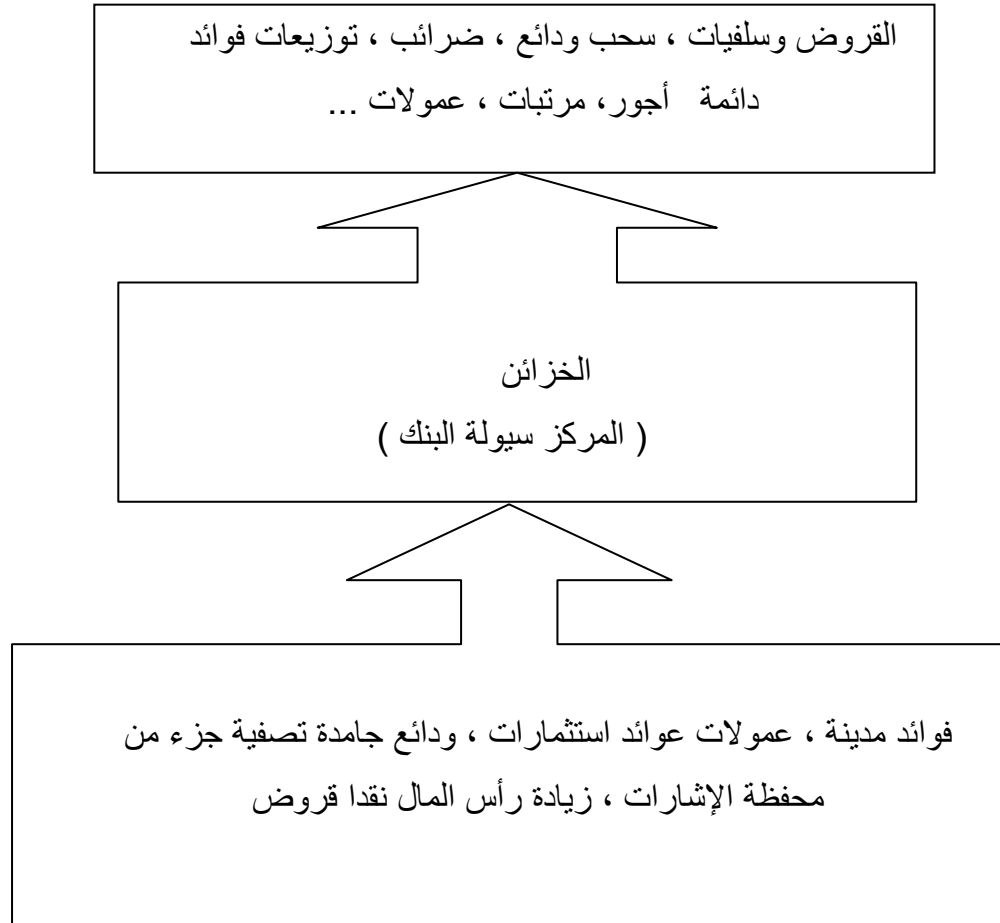 القروض وسلفيات ، سحب ودائع ، ضرائب ، توزيعات فوائد
دائمة أجور، مرتبات ، عمولات ...
الخزائن
( المركز سيولة البنك )
فوائد مدينة ، عمولات عوائد استثمارات ، ودائع جامدة تصفية جزء من
محفظة الإشارات ، زيادة رأس المال نقدا قروض